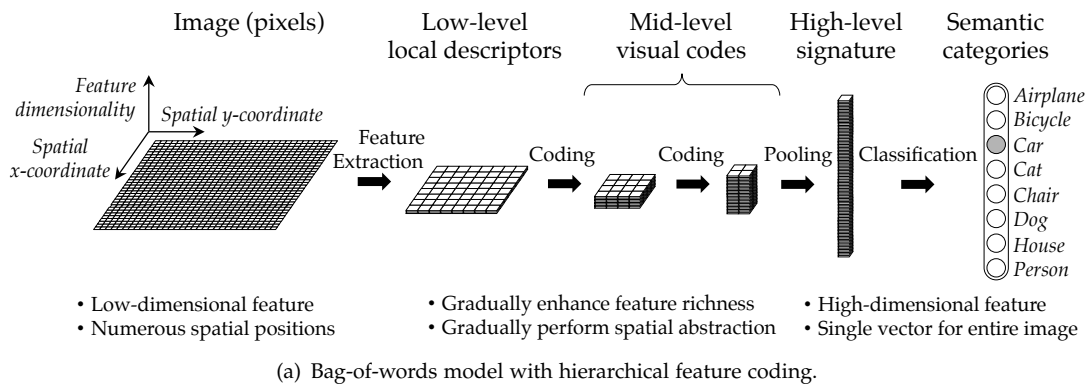 Image (pixels)
Low-level
local descriptors
Mid-level
visual codes
High-level
signature
Semantic
categories
Feature
dimensionality
Spatial y-coordinate
Spatial
x-coordinate
Feature
Extraction
Coding
Coding
Pooling
Classification
Airplane
Bicycle
Car
Cat
Chair
Dog
House
Person
• Low-dimensional feature
• Numerous spatial positions
• Gradually enhance feature richness
• Gradually perform spatial abstraction
• High-dimensional feature
• Single vector for entire image
(a) Bag-of-words model with hierarchical feature coding.